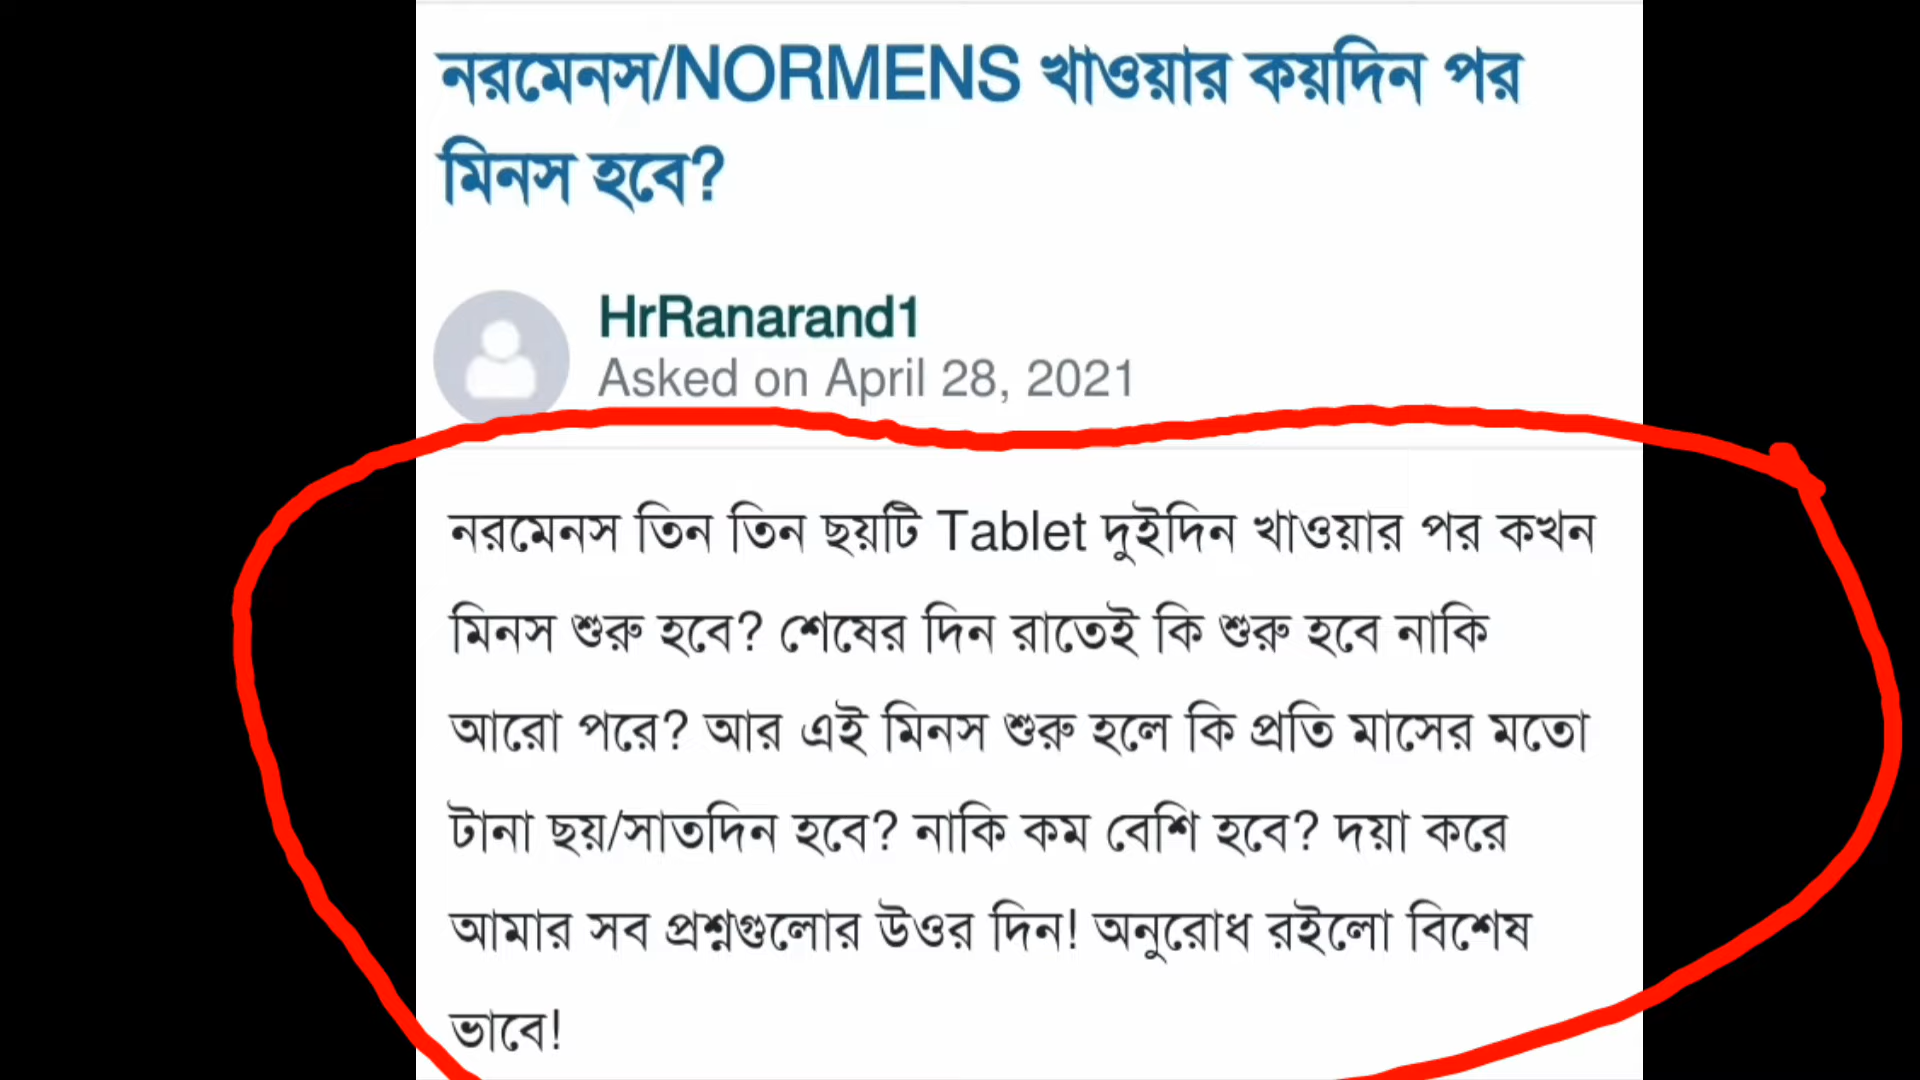 নরমেনস/NORMENS খাওয়ার কয়দিন পর
মিনস হবে?
HrRanarand1
Asked on April 28, 2021
নরমেনস তিন তিন ছয়টি Tablet দুইদিন খাওয়ার পর কখন
মিনস শুরু হবে? শেষের দিন রাতেই কি শুরু হবে নাকি
আরো পরে? আর এই মিনস শুরু হলে কি প্রতি মাসের মতো
টানা ছয়/সাতদিন হবে? নাকি কম বেশি হবে? দয়া করে
আমার সব প্রশ্নগুলোর উওর দিন! অনুরোধ রইলো বিশেষ
ভাবে!